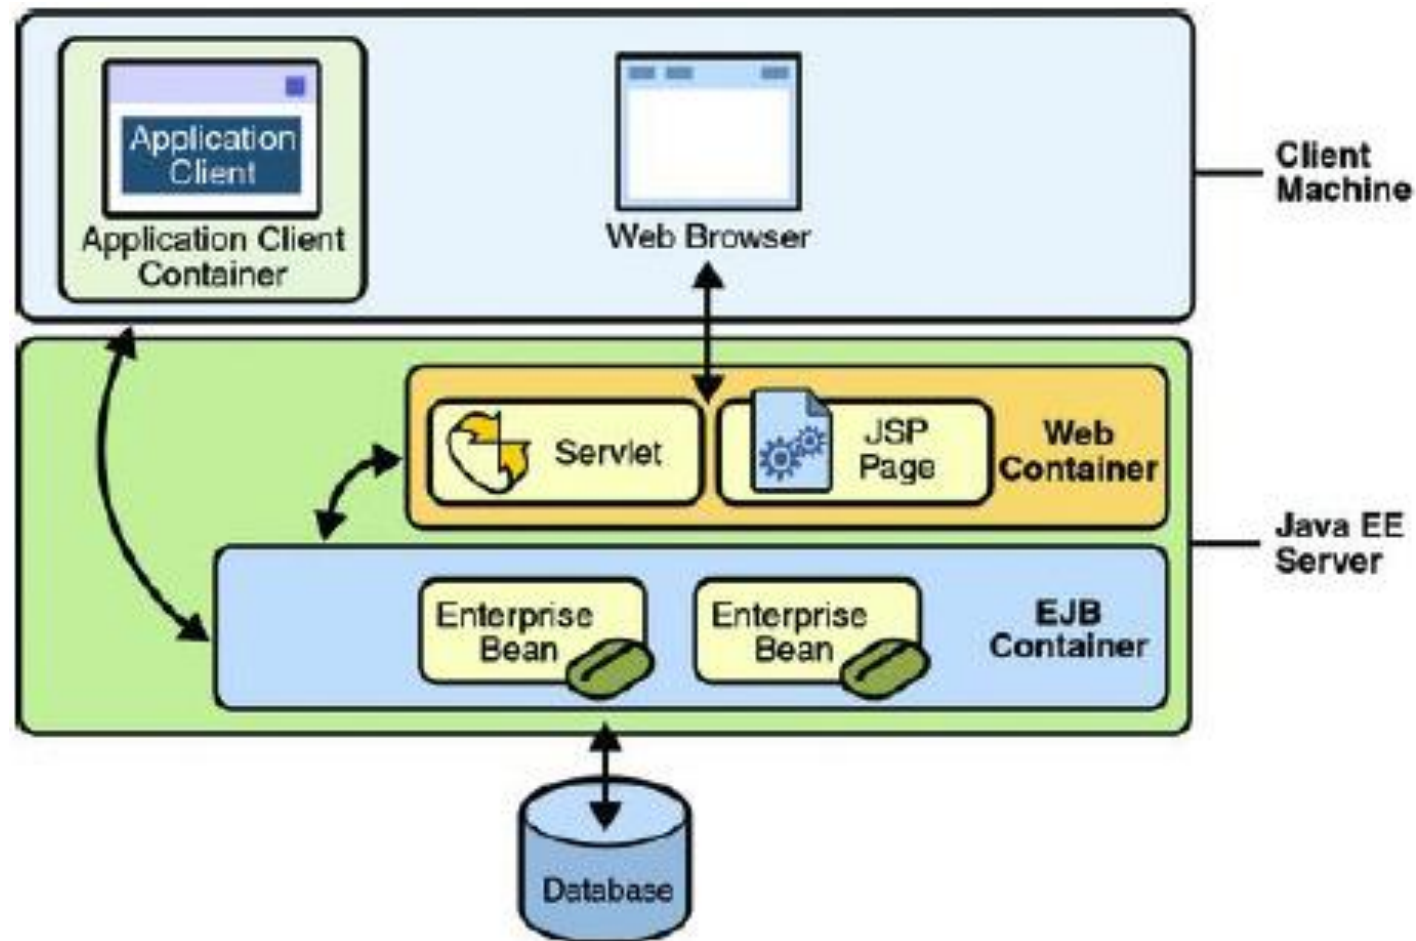 Application
Client
Application Client
Container
Web Browser
Client
Machine
Servlet
JSP
Page
Web
Container
Java EE
Server
Enterprise
Bean
Enterprise
Bean
EJB
Container
Database